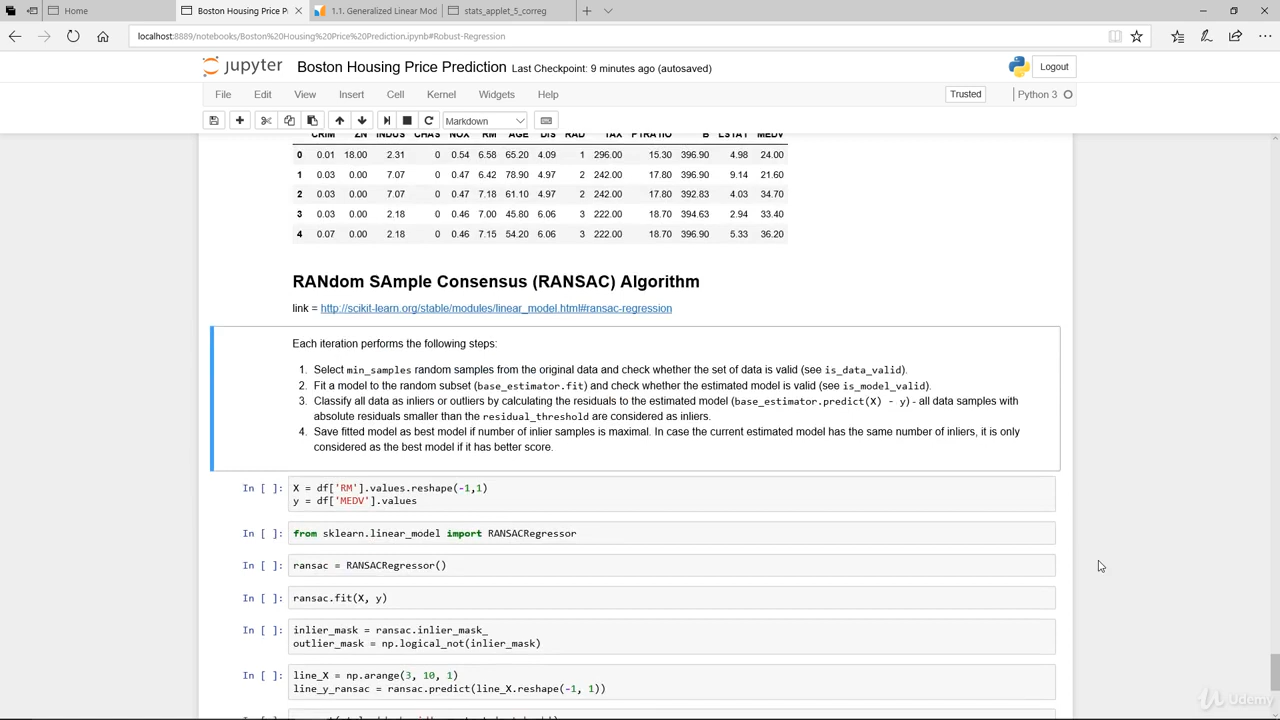 Home
Boston Housing Price P
1.1. Generalized Linear Mod
stats_applet_5_correg
localhost:8889/notebooks/Boston%20Housing%20Price%20Prediction.ipynb#Robust-Regression
jupyter Boston Housing Price Prediction Last Checkpoint: 9 minutes ago (autosaved) Logout
File Edit View Insert Cell Kernel Widgets Help Trusted Python 3
Markdown
CRIM ZN INDUS CHAS NOX RM AGE DIS RAD TAX PTRATIO B LSTAT MEDV
0 0.01 18.00 2.31 0 0.54 6.58 65.20 4.09 1 296.00 15.30 396.90 4.98 24.00
1 0.03 0.00 7.07 0 0.47 6.42 78.90 4.97 2 242.00 17.80 396.90 9.14 21.60
2 0.03 0.00 7.07 0 0.47 7.18 61.10 4.97 2 242.00 17.80 392.83 4.03 34.70
3 0.03 0.00 2.18 0 0.46 7.00 45.80 6.06 3 222.00 18.70 394.63 2.94 33.40
4 0.07 0.00 2.18 0 0.46 7.15 54.20 6.06 3 222.00 18.70 396.90 5.33 36.20
RANdom SAmple Consensus (RANSAC) Algorithm
link = http://scikit-learn.org/stable/modules/linear_model.html#ransac-regression
Each iteration performs the following steps:
1. Select min_samples random samples from the original data and check whether the set of data is valid (see is_data_valid).
2. Fit a model to the random subset (base_estimator.fit) and check whether the estimated model is valid (see is_model_valid).
3. Classify all data as inliers or outliers by calculating the residuals to the estimated model (base_estimator.predict(X) - y) - all data samples with
absolute residuals smaller than the residual_threshold are considered as inliers.
4. Save fitted model as best model if number of inlier samples is maximal. In case the current estimated model has the same number of inliers, it is only
considered as the best model if it has better score.
In [ ]: X = df['RM'].values.reshape(-1,1)
y = df['MEDV'].values
In [ ]: from sklearn.linear_model import RANSACRegressor
In [ ]: ransac = RANSACRegressor()
In [ ]: ransac.fit(X, y)
In [ ]: inlier_mask = ransac.inlier_mask_
outlier_mask = np.logical_not(inlier_mask)
In [ ]: line_X = np.arange(3, 10, 1)
line_y_ransac = ransac.predict(line_X.reshape(-1, 1))
Udemy